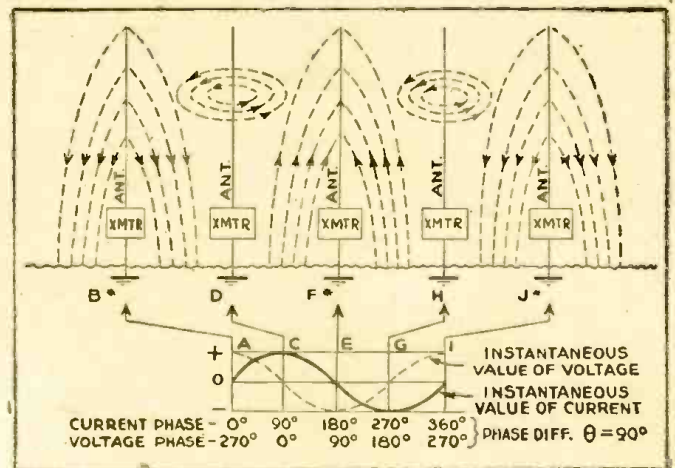 ANT. ANT. ANT. ANT. ANT.
XMTR XMTR XMTR XMTR XMTR
B* D F* H J*
A C E G I
+ INSTANTANEOUS
VALUE OF VOLTAGE
0 INSTANTANEOUS
- VALUE OF CURRENT
CURRENT PHASE- 0° 90° 180° 270° 360°
VOLTAGE PHASE-270° 0° 90° 180° 270°
PHASE DIFF. θ=90°